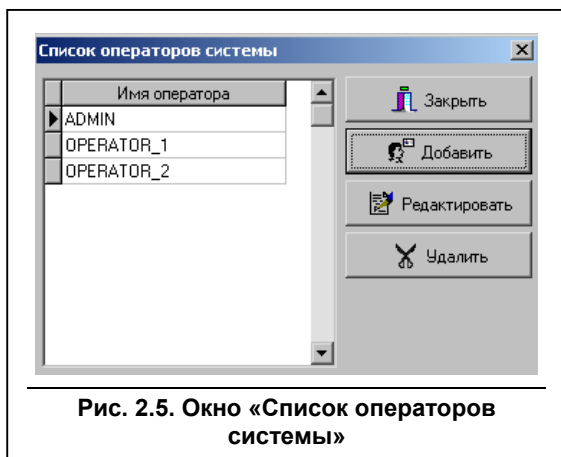 Список операторов системы
Имя оператора
ADMIN
OPERATOR_1
OPERATOR_2
Закрыть
Добавить
Редактировать
Удалить
Рис. 2.5. Окно «Список операторов
системы»